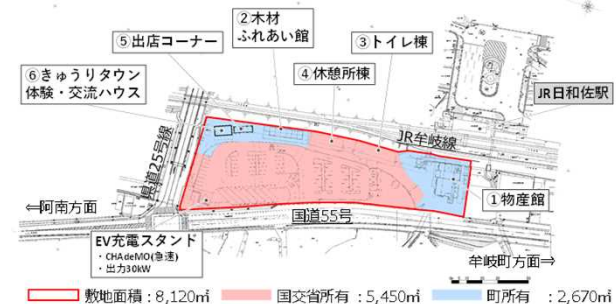 ②木材
ふれあい館
⑤出店コーナー
③トイレ棟
④休憩所棟
⑥きゅうりタウン
体験・交流ハウス
JR日和佐駅
JR牟岐線
県道25号線
①物産館
⇐阿南方面
国道55号
EV充電スタンド
・CHAdeMO(急速)
・出力30kW
牟岐町方面⇒
敷地面積:8,120㎡
国交省所有:5,450㎡
町所有:2,670㎡